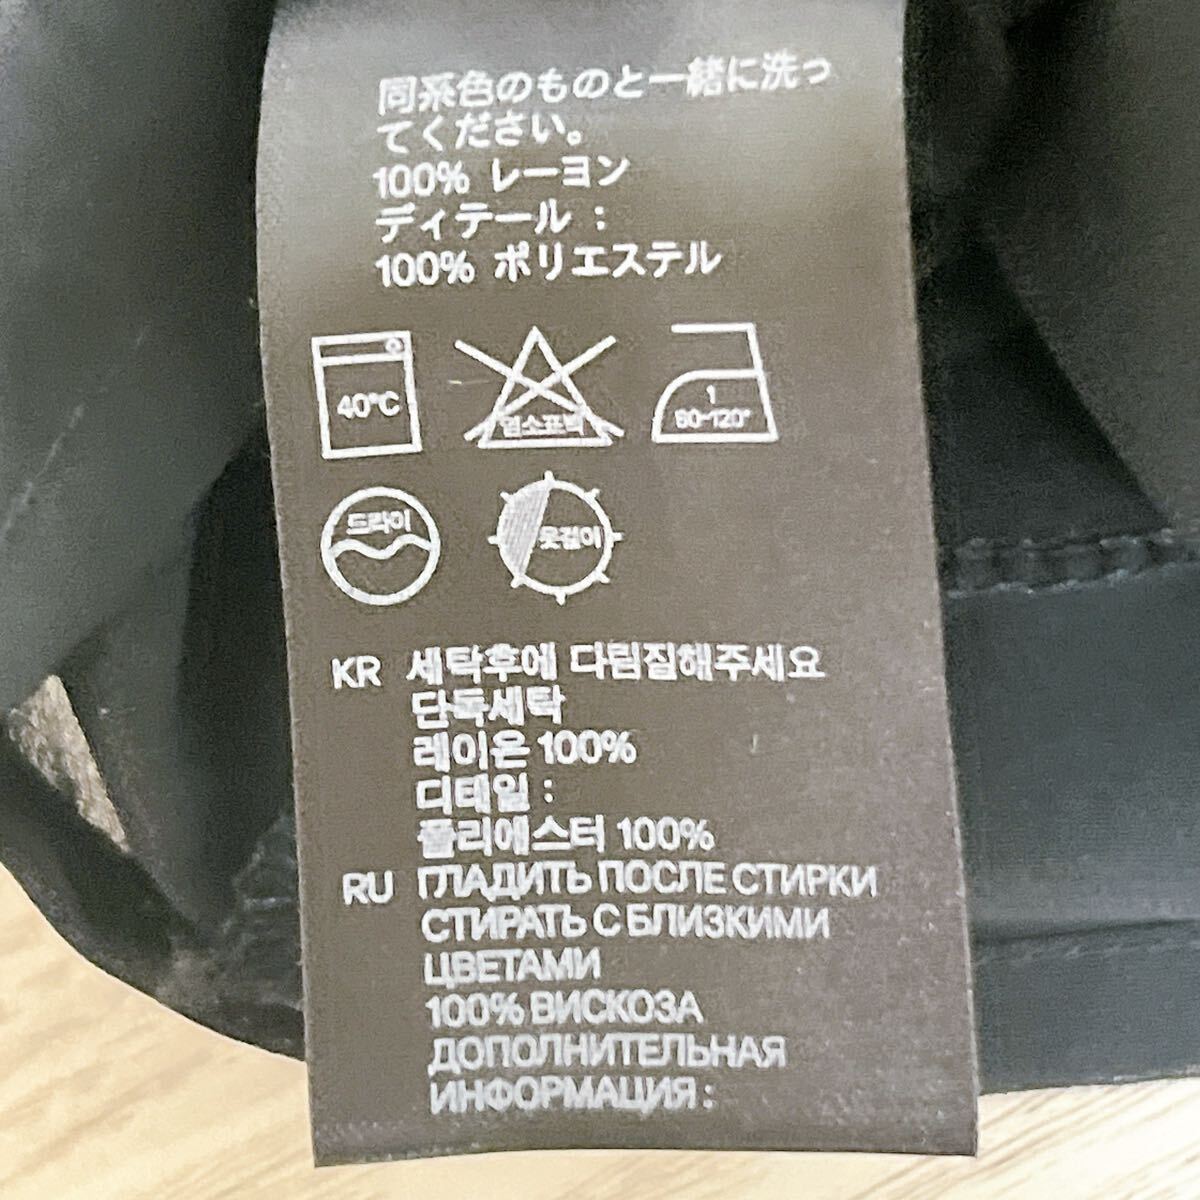 同系色のものと一緒に洗っ
てください。
100% レーヨン
ディテール :
100% ポリエステル
40°C
염소표백
1
80-120°
드라이
옷걸이
KR 세탁후에 다림질해주세요
단독세탁
레이온 100%
디테일 :
폴리에스터 100%
RU ГЛАДИТЬ ПОСЛЕ СТИРКИ
СТИРАТЬ С БЛИЗКИМИ
ЦВЕТАМИ
100% ВИСКОЗА
ДОПОЛНИТЕЛЬНАЯ
ИНФОРМАЦИЯ :